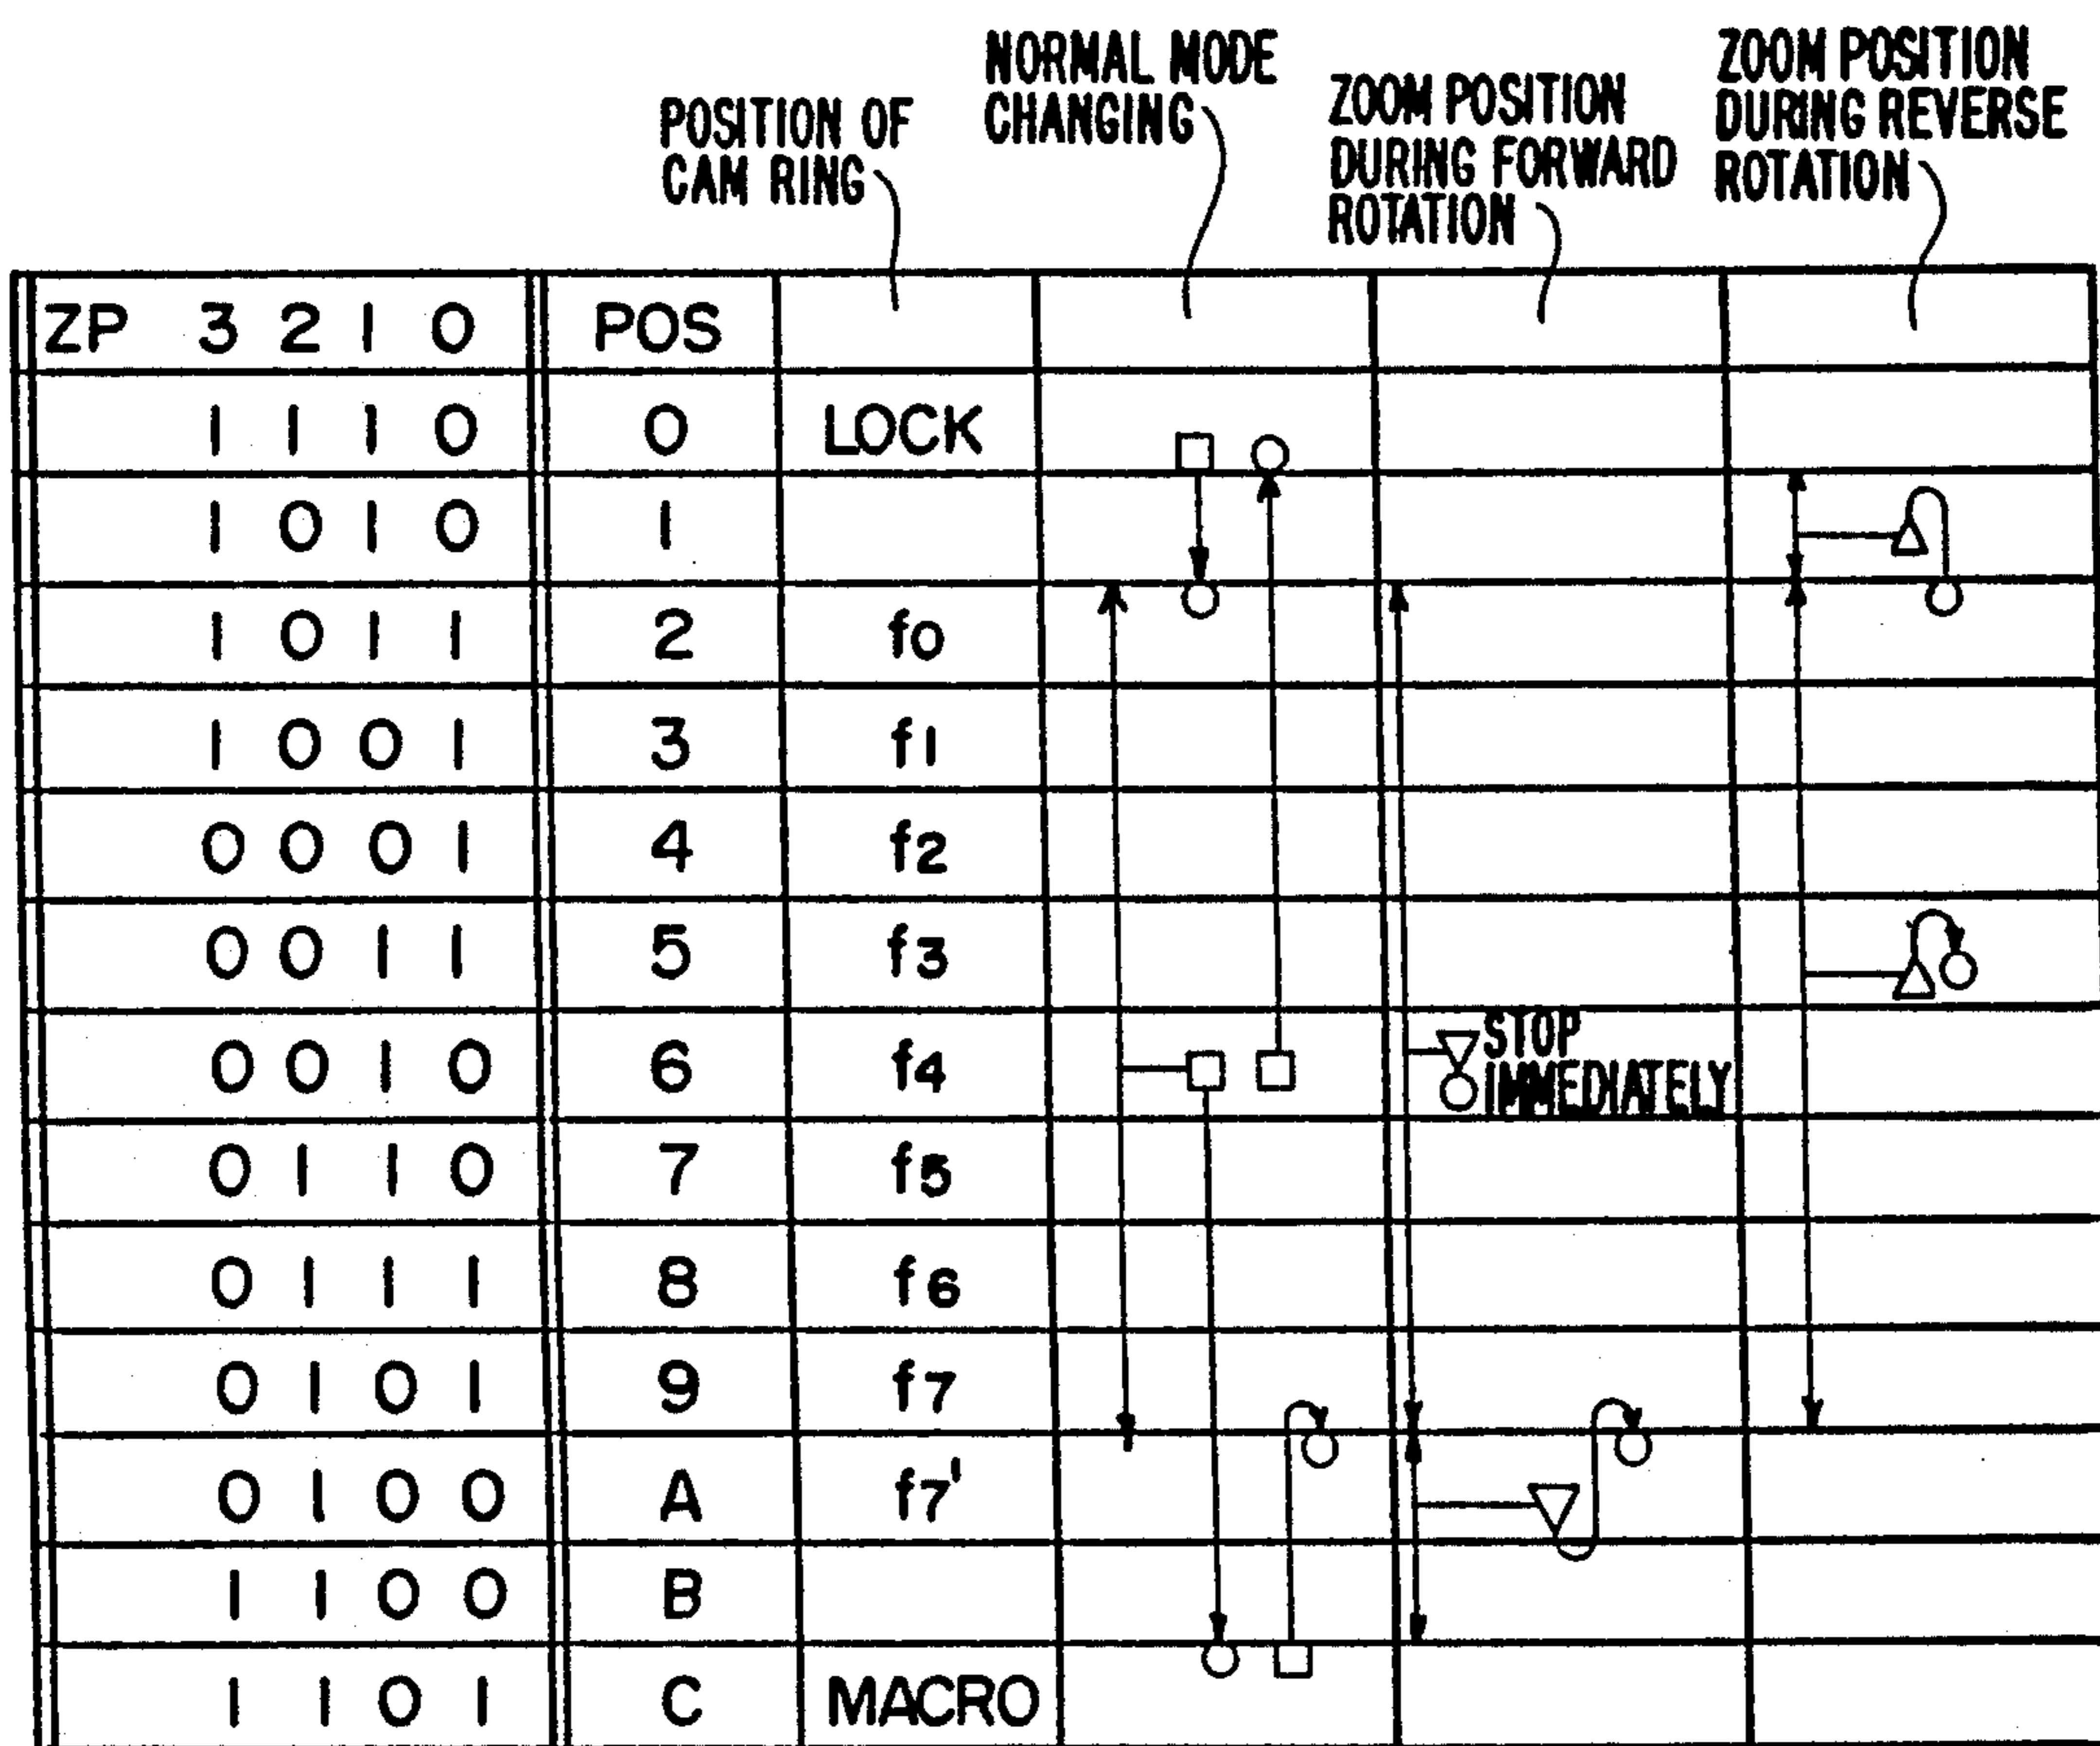 POSITION OF
CAM RING
NORMAL MODE
CHANGING
ZOOM POSITION
DURING FORWARD
ROTATION
ZOOM POSITION
DURING REVERSE
ROTATION
ZP 3 2 1 0 POS
1 1 1 0 0 LOCK
1 0 1 0 1
1 0 1 1 2 f0
1 0 0 1 3 f1
0 0 0 1 4 f2
0 0 1 1 5 f3
0 0 1 0 6 f4 STOP
IMMEDIATELY
0 1 1 0 7 f5
0 1 1 1 8 f6
0 1 0 1 9 f7
0 1 0 0 A f7'
1 1 0 0 B
1 1 0 1 C MACRO